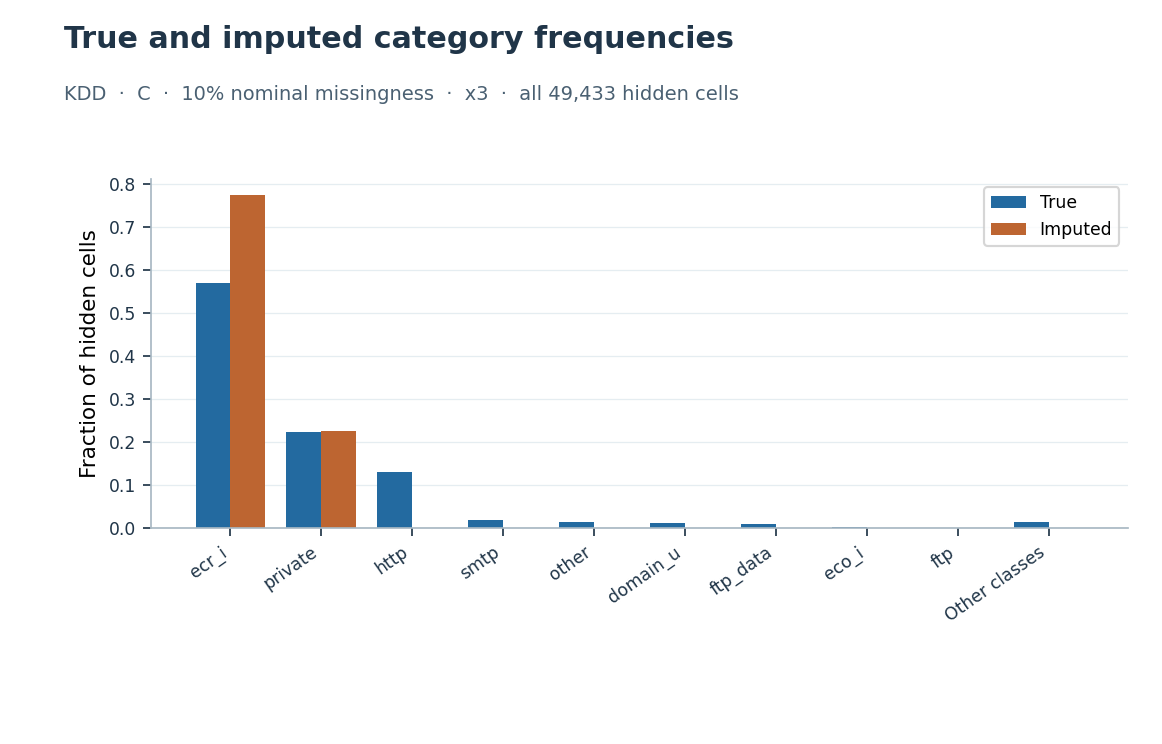 True and imputed category frequencies
KDD · C · 10% nominal missingness · x3 · all 49,433 hidden cells
Fraction of hidden cells
0.8
0.7
0.6
0.5
0.4
0.3
0.2
0.1
0.0
True
Imputed
ecr_i
private
http
smtp
other
domain_u
ftp_data
eco_i
ftp
Other classes